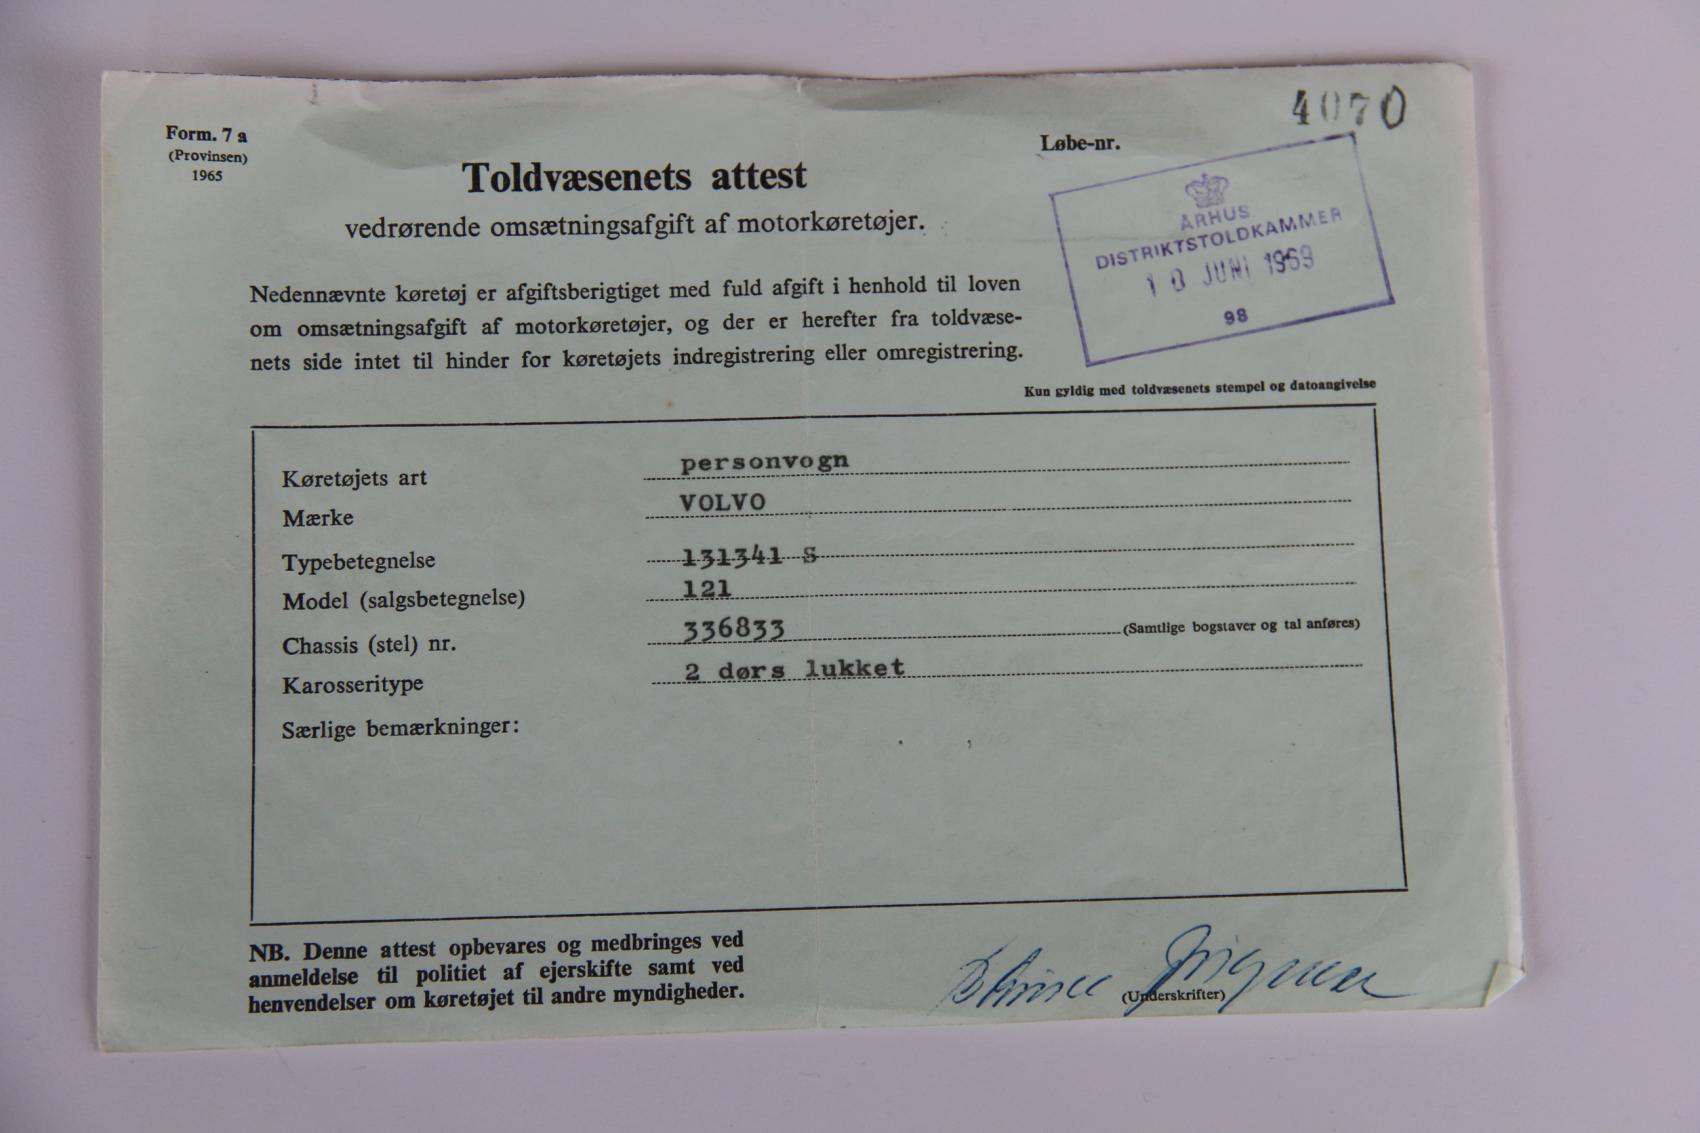 Form. 7 a
(Provinsen)
1965
4070
Løbe-nr.
Toldvæsenets attest
vedrørende omsætningsafgift af motorkøretøjer.
ÅRHUS
DISTRIKTSTOLDKAMMER
10 JUNI 1969
98
Nedennævnte køretøj er afgiftsberigtiget med fuld afgift i henhold til loven
om omsætningsafgift af motorkøretøjer, og der er herefter fra toldvæse-
nets side intet til hinder for køretøjets indregistrering eller omregistrering.
Kun gyldig med toldvæsenets stempel og datoangivelse
Køretøjets art personvogn
Mærke VOLVO
Typebetegnelse 131341 S
Model (salgsbetegnelse) 121
Chassis (stel) nr. 336833 (Samtlige bogstaver og tal anføres)
Karosseritype 2 dørs lukket
Særlige bemærkninger:
NB. Denne attest opbevares og medbringes ved
anmeldelse til politiet af ejerskifte samt ved
henvendelser om køretøjet til andre myndigheder.
(Underskrifter)